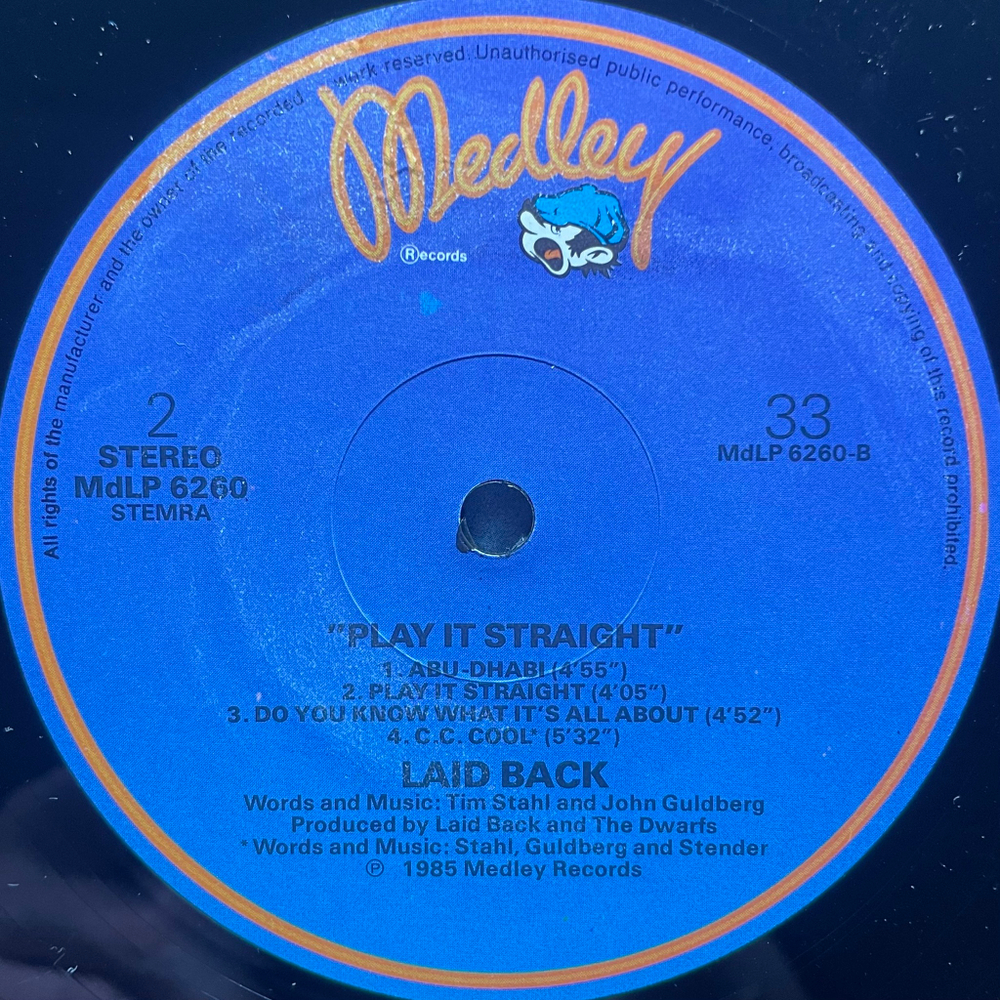 All rights of the manufacturer and the owner of the recorded work reserved. Unauthorised public performance, broadcasting and copying of this record prohibited.
Medley
®ecords
2
STEREO
MdLP 6260
STEMRA
33
MdLP 6260-B
"PLAY IT STRAIGHT"
1. ABU-DHABI (4'55")
2. PLAY IT STRAIGHT (4'05")
3. DO YOU KNOW WHAT IT'S ALL ABOUT (4'52")
4. C.C. COOL* (5'32")
LAID BACK
Words and Music: Tim Stahl and John Guldberg
Produced by Laid Back and The Dwarfs
* Words and Music: Stahl, Guldberg and Stender
℗ 1985 Medley Records